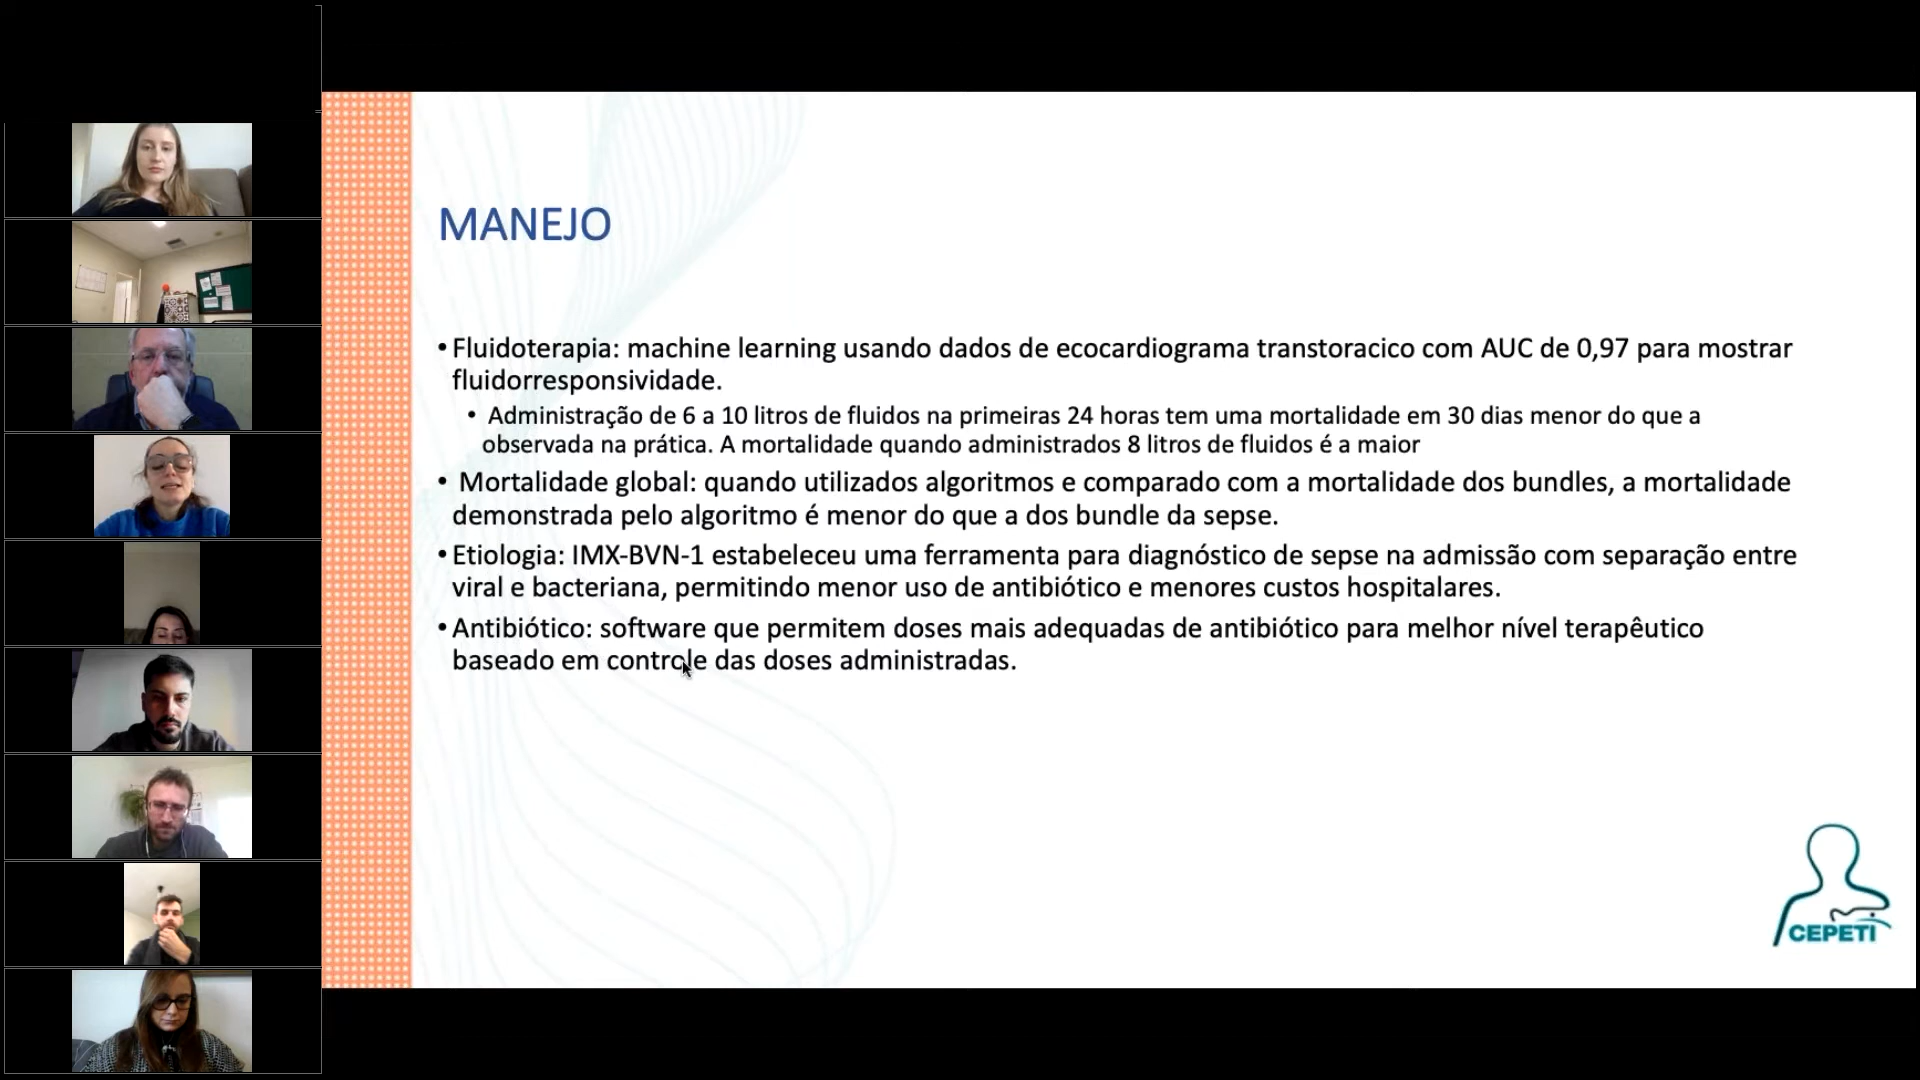 MANEJO
• Fluidoterapia: machine learning usando dados de ecocardiograma transtoracico com AUC de 0,97 para mostrar
fluidorresponsividade.
• Administração de 6 a 10 litros de fluidos na primeiras 24 horas tem uma mortalidade em 30 dias menor do que a
observada na prática. A mortalidade quando administrados 8 litros de fluidos é a maior
• Mortalidade global: quando utilizados algoritmos e comparado com a mortalidade dos bundles, a mortalidade
demonstrada pelo algoritmo é menor do que a dos bundle da sepse.
• Etiologia: IMX-BVN-1 estabeleceu uma ferramenta para diagnóstico de sepse na admissão com separação entre
viral e bacteriana, permitindo menor uso de antibiótico e menores custos hospitalares.
• Antibiótico: software que permitem doses mais adequadas de antibiótico para melhor nível terapêutico
baseado em controle das doses administradas.
CEPETI